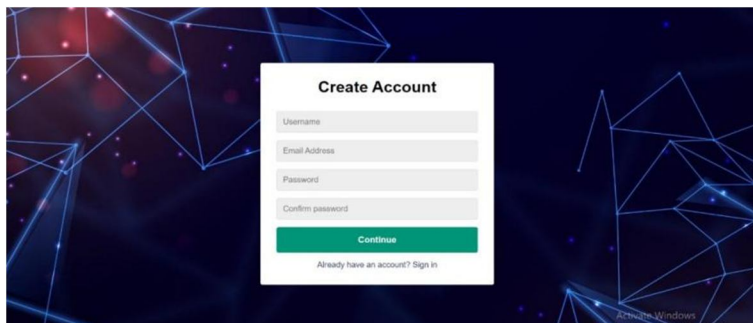 Create Account
Username
Email Address
Password
Confirm password
Continue
Already have an account? Sign in
Activate Windows